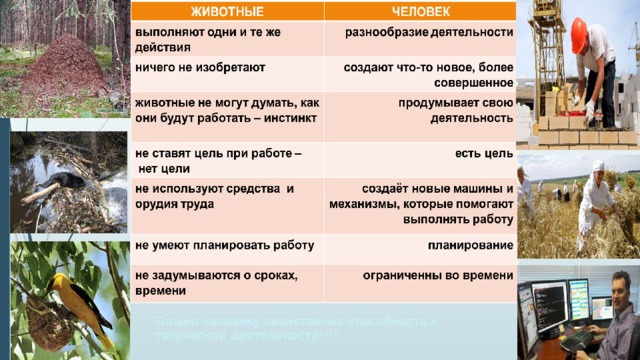 ЖИВОТНЫЕ ЧЕЛОВЕК
выполняют одни и те же действия
разнообразие деятельности
ничего не изобретают
создают что-то новое, более совершенное
животные не могут думать, как они будут работать – инстинкт
продумывает свою деятельность
не ставят цель при работе – нет цели
есть цель
не используют средства и орудия труда
создаёт новые машины и механизмы, которые помогают выполнять работу
не умеют планировать работу
планирование
не задумываются о сроках, времени
ограниченны во времени
Только человеку свойственна способность к
творческой деятельности!!!